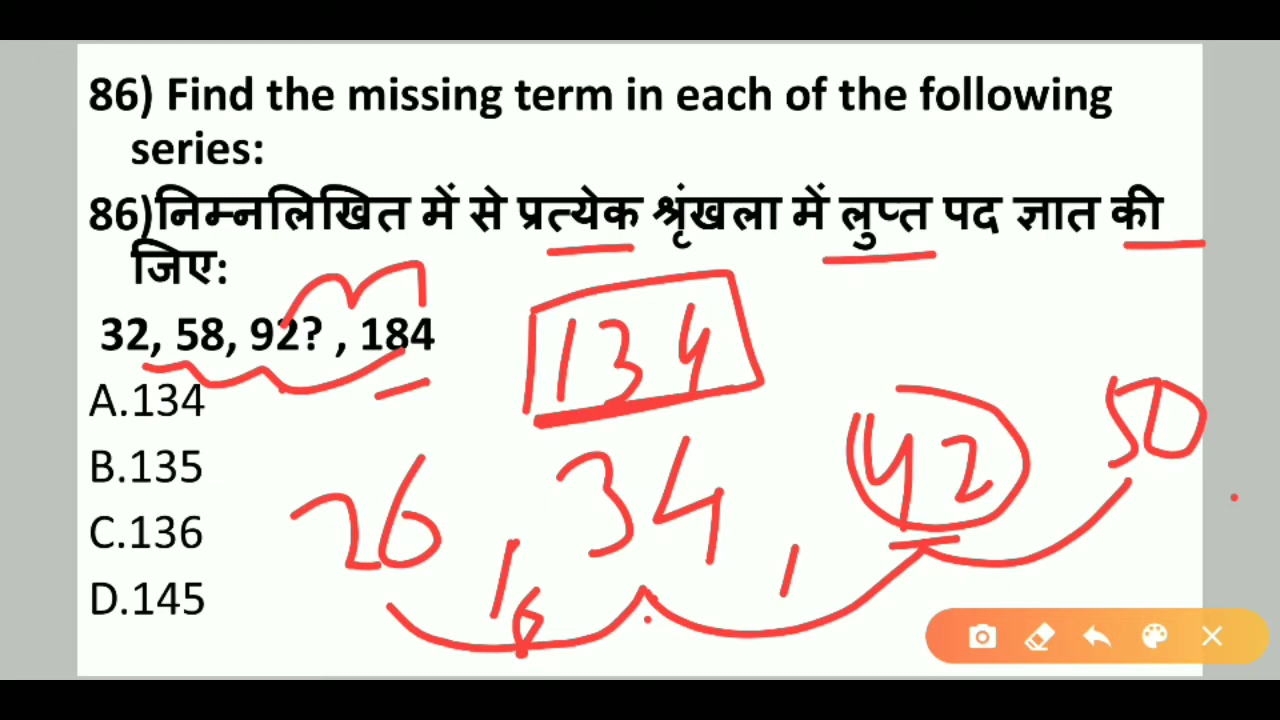 86) Find the missing term in each of the following
series:
86)निम्नलिखित में से प्रत्येक श्रृंखला में लुप्त पद ज्ञात की
जिए:
32, 58, 92? , 184
134
A.134
50
B.135
26, 34, 42
C.136
8
D.145